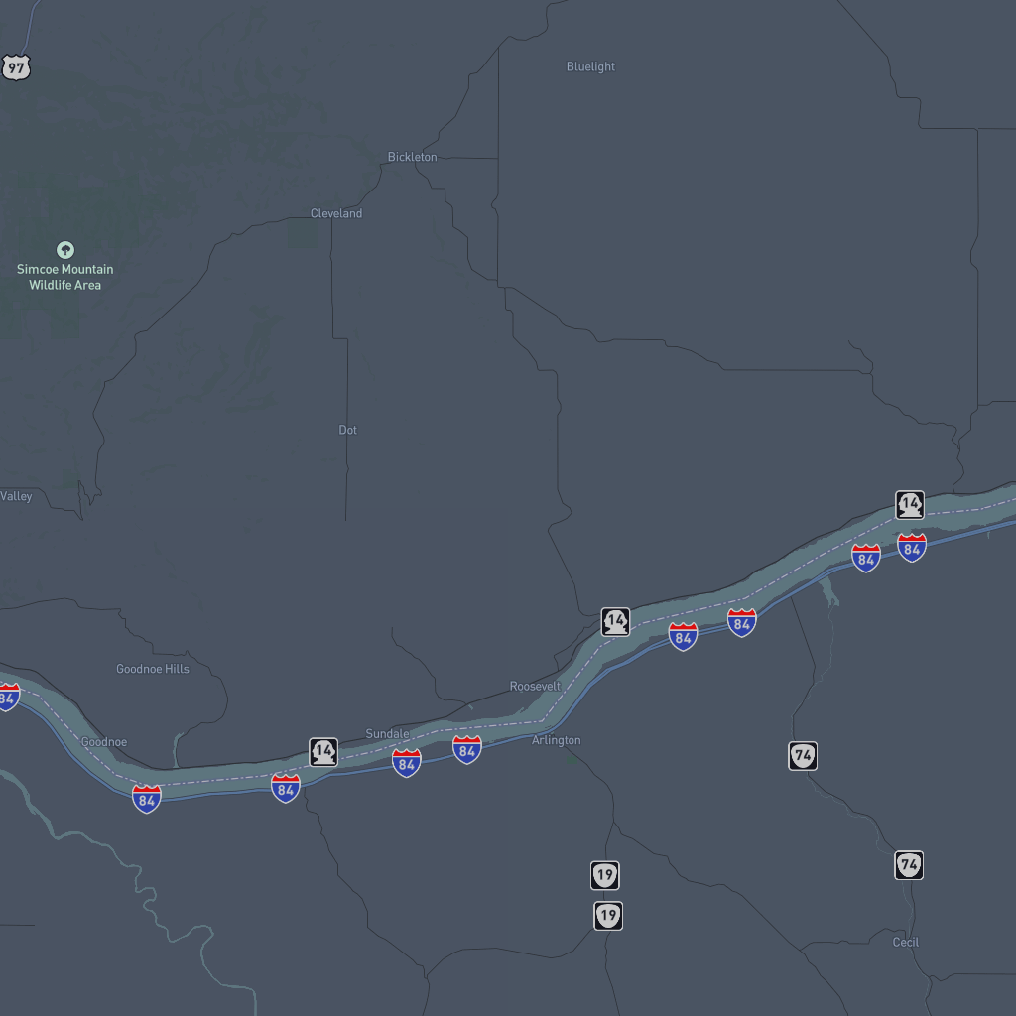 97
Bluelight
Bickleton
Cleveland
Simcoe Mountain
Wildlife Area
Dot
Valley
14
84
84
14
84
84
Goodnoe Hills
Roosevelt
84
Sundale
Goodnoe
Arlington
14
84
84
74
84
84
74
19
19
Cecil